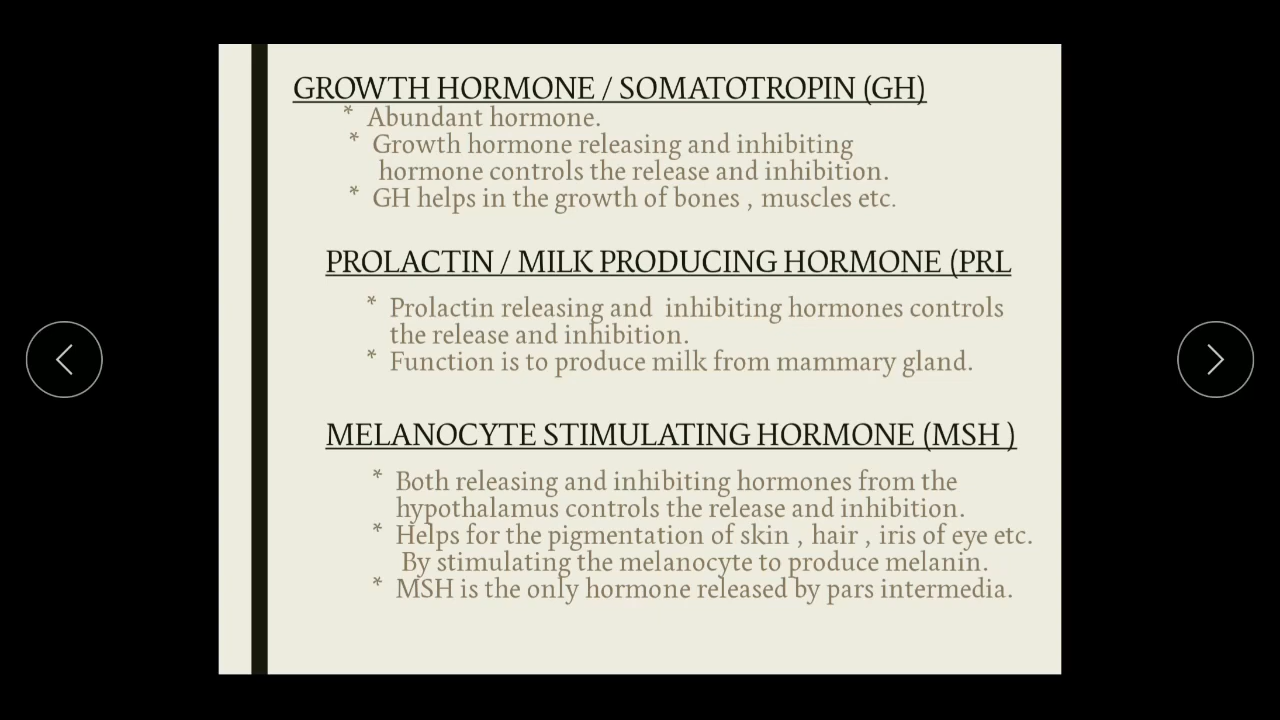 GROWTH HORMONE / SOMATOTROPIN (GH)
* Abundant hormone.
* Growth hormone releasing and inhibiting
hormone controls the release and inhibition.
* GH helps in the growth of bones , muscles etc.
PROLACTIN / MILK PRODUCING HORMONE (PRL
* Prolactin releasing and inhibiting hormones controls
the release and inhibition.
* Function is to produce milk from mammary gland.
MELANOCYTE STIMULATING HORMONE (MSH )
* Both releasing and inhibiting hormones from the
hypothalamus controls the release and inhibition.
* Helps for the pigmentation of skin , hair , iris of eye etc.
By stimulating the melanocyte to produce melanin.
* MSH is the only hormone released by pars intermedia.